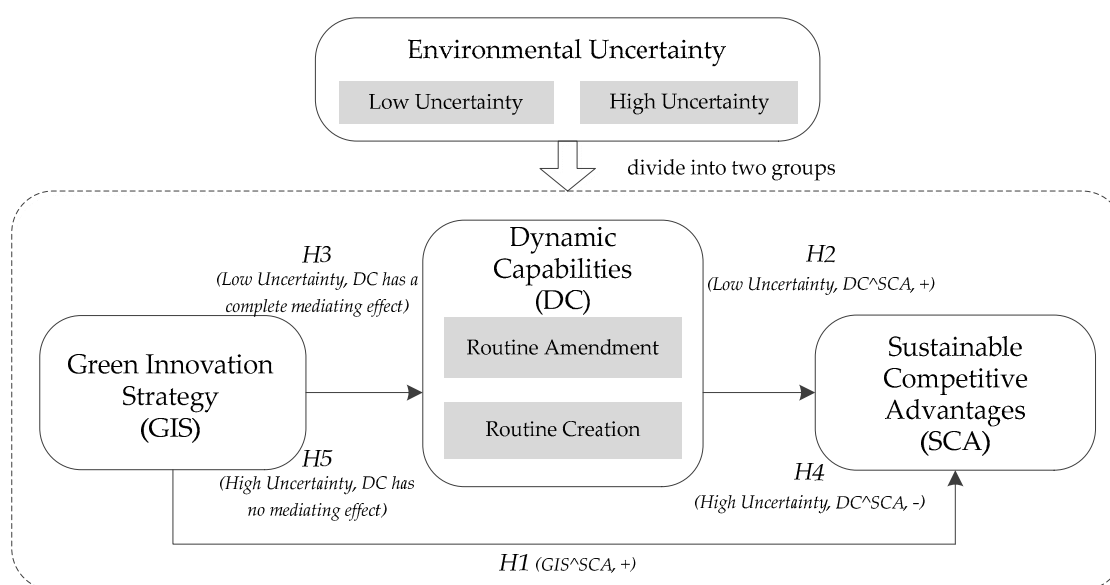 Environmental Uncertainty
Low Uncertainty
High Uncertainty
divide into two groups
H3
(Low Uncertainty, DC has a
complete mediating effect)
Dynamic
Capabilities
(DC)
Routine Amendment
Routine Creation
H2
(Low Uncertainty, DC^SCA, +)
Green Innovation
Strategy
(GIS)
Sustainable
Competitive
Advantages
(SCA)
H5
(High Uncertainty, DC has
no mediating effect)
H4
(High Uncertainty, DC^SCA, -)
H1 (GIS^SCA, +)